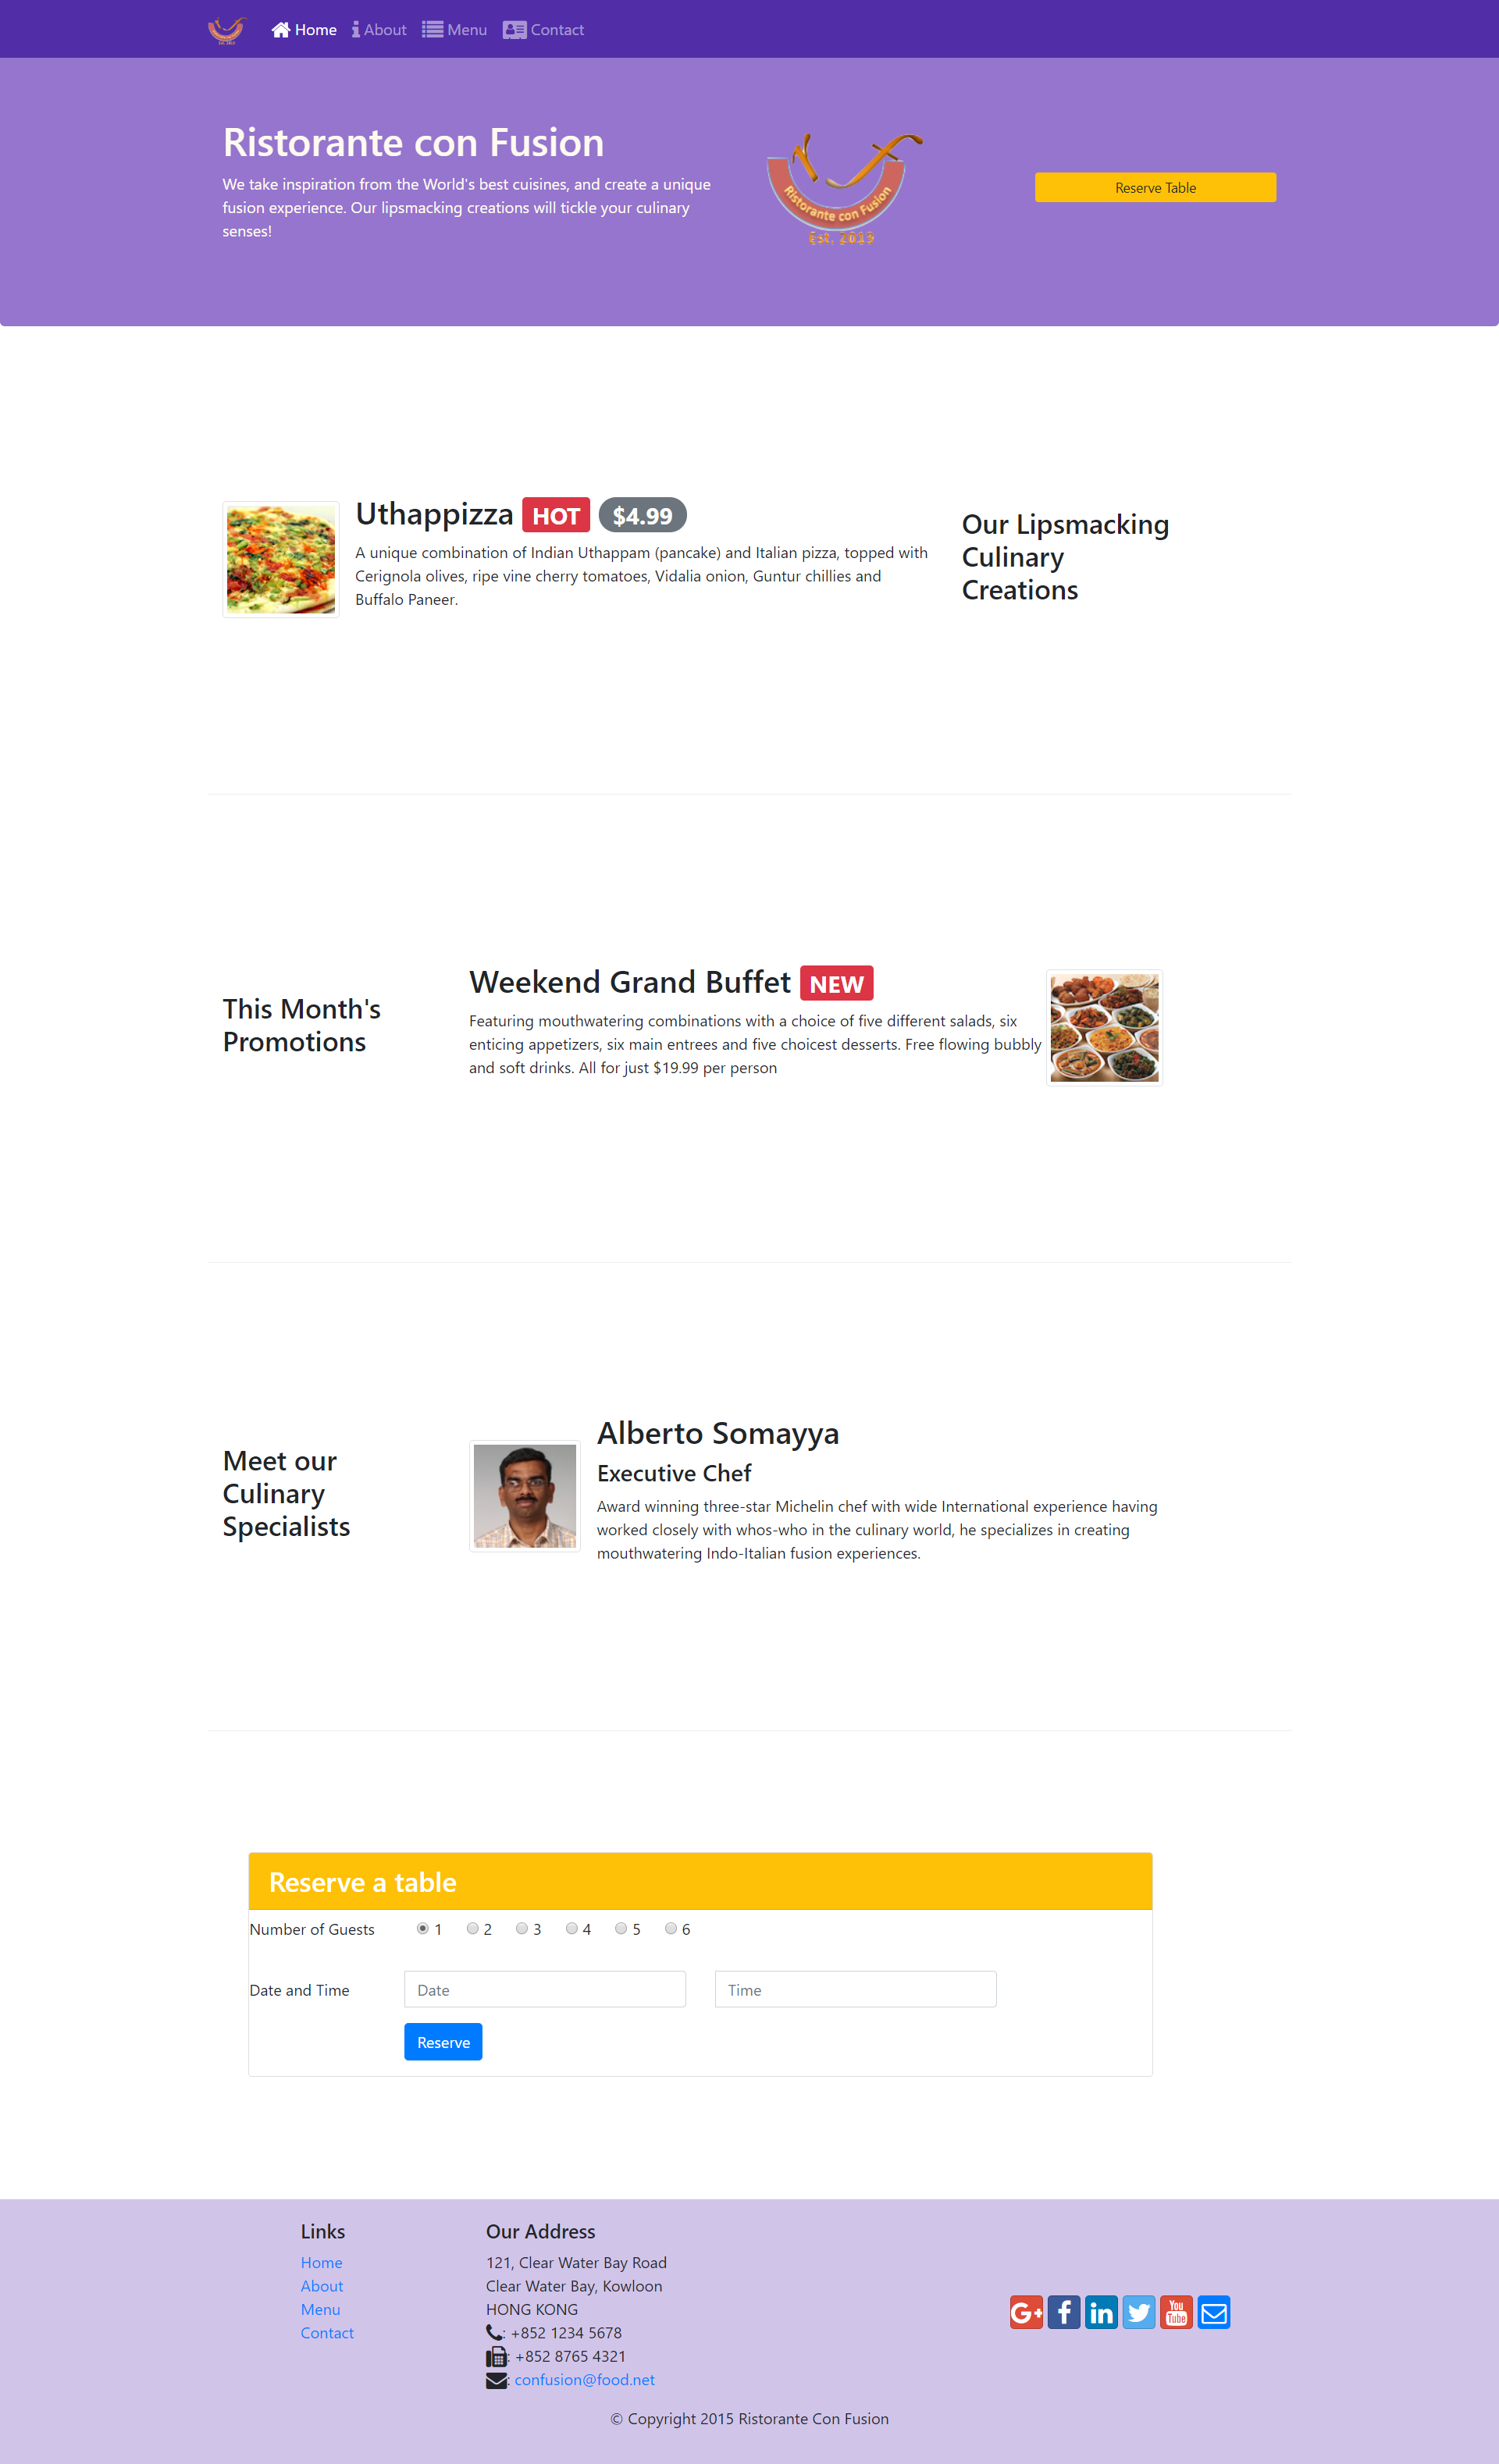 Home About Menu Contact
Ristorante con Fusion
We take inspiration from the World's best cuisines, and create a unique
fusion experience. Our lipsmacking creations will tickle your culinary
senses!
Ristorante con Fusion
Est. 2013
Reserve Table
Uthappizza HOT $4.99
A unique combination of Indian Uthappam (pancake) and Italian pizza, topped with
Cerignola olives, ripe vine cherry tomatoes, Vidalia onion, Guntur chillies and
Buffalo Paneer.
Our Lipsmacking
Culinary
Creations
This Month's
Promotions
Weekend Grand Buffet NEW
Featuring mouthwatering combinations with a choice of five different salads, six
enticing appetizers, six main entrees and five choicest desserts. Free flowing bubbly
and soft drinks. All for just $19.99 per person
Meet our
Culinary
Specialists
Alberto Somayya
Executive Chef
Award winning three-star Michelin chef with wide International experience having
worked closely with whos-who in the culinary world, he specializes in creating
mouthwatering Indo-Italian fusion experiences.
Reserve a table
Number of Guests 1 2 3 4 5 6
Date and Time Date Time
Reserve
Links
Home
About
Menu
Contact
Our Address
121, Clear Water Bay Road
Clear Water Bay, Kowloon
HONG KONG
: +852 1234 5678
: +852 8765 4321
: confusion@food.net
G+ f in You Tube
© Copyright 2015 Ristorante Con Fusion